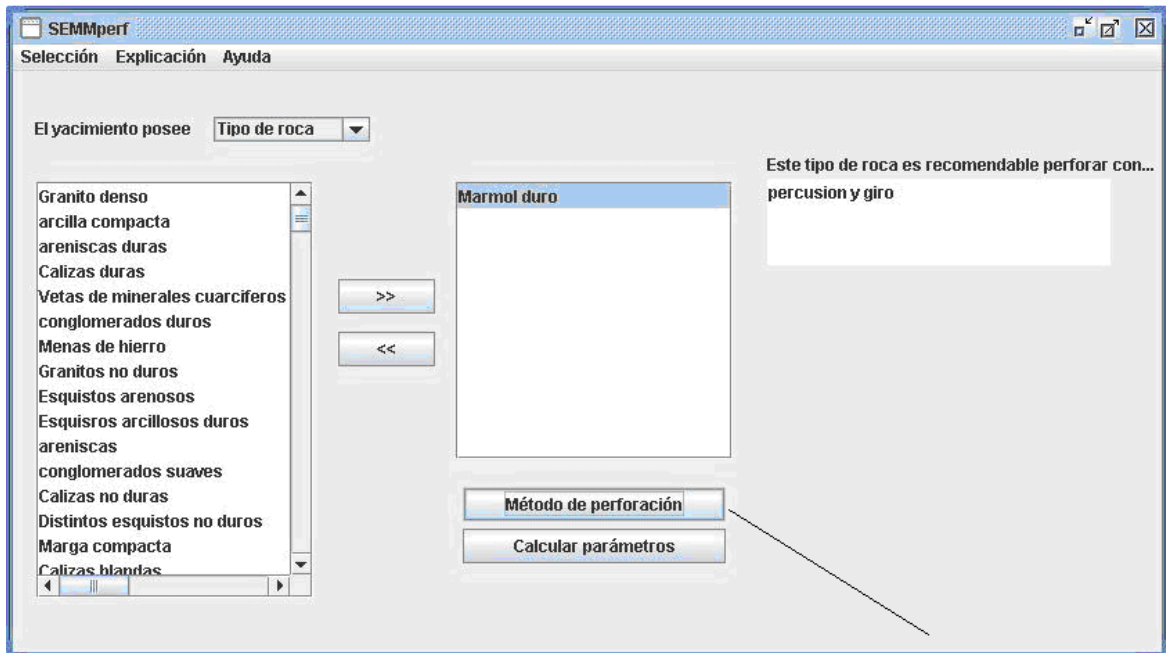 SEMMperf
Selección Explicación Ayuda
El yacimiento posee Tipo de roca
Granito denso
arcilla compacta
areniscas duras
Calizas duras
Vetas de minerales cuarciferos
conglomerados duros
Menas de hierro
Granitos no duros
Esquistos arenosos
Esquisros arcillosos duros
areniscas
conglomerados suaves
Calizas no duras
Distintos esquistos no duros
Marga compacta
Calizas blandas
>>
<<
Marmol duro
Método de perforación
Calcular parámetros
Este tipo de roca es recomendable perforar con...
percusion y giro